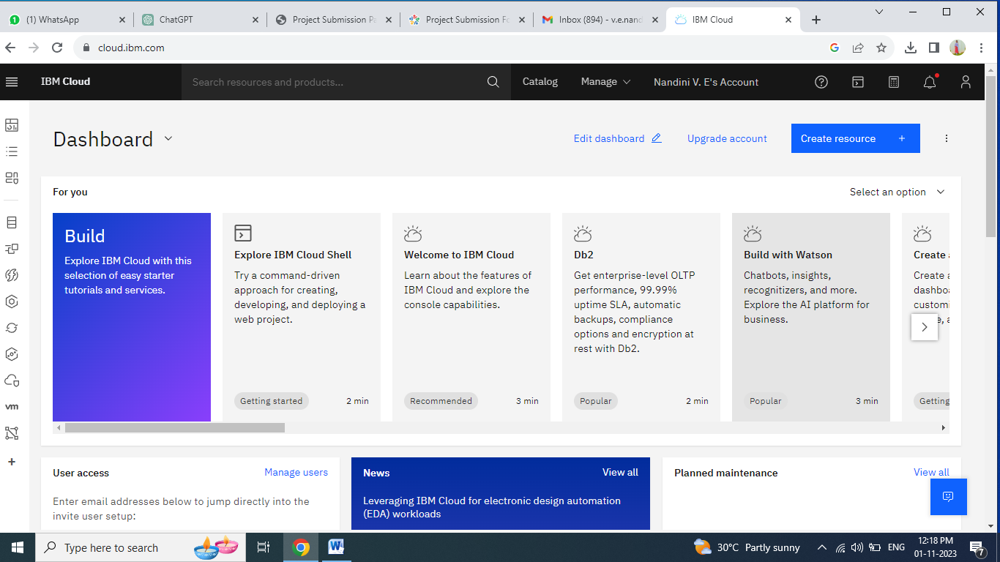 (1) WhatsApp
ChatGPT
Project Submission Pa
Project Submission Fo
Inbox (894) - v.e.nand
IBM Cloud
cloud.ibm.com
IBM Cloud
Search resources and products...
Catalog
Manage
Nandini V. E's Account
Dashboard
Edit dashboard
Upgrade account
Create resource +
For you
Select an option
Build
Explore IBM Cloud with this
selection of easy starter
tutorials and services.
Explore IBM Cloud Shell
Try a command-driven
approach for creating,
developing, and deploying a
web project.
Getting started
2 min
Welcome to IBM Cloud
Learn about the features of
IBM Cloud and explore the
console capabilities.
Recommended
3 min
Db2
Get enterprise-level OLTP
performance, 99.99%
uptime SLA, automatic
backups, compliance
options and encryption at
rest with Db2.
Popular
2 min
Build with Watson
Chatbots, insights,
recognitizers, and more.
Explore the AI platform for
business.
Popular
3 min
Create
Create
dashbo
customi
Getting
vm
User access
Manage users
Enter email addresses below to jump directly into the
invite user setup:
News
View all
Leveraging IBM Cloud for electronic design automation
(EDA) workloads
Planned maintenance
View all
Type here to search
30°C Partly sunny
ENG
12:18 PM
01-11-2023
7